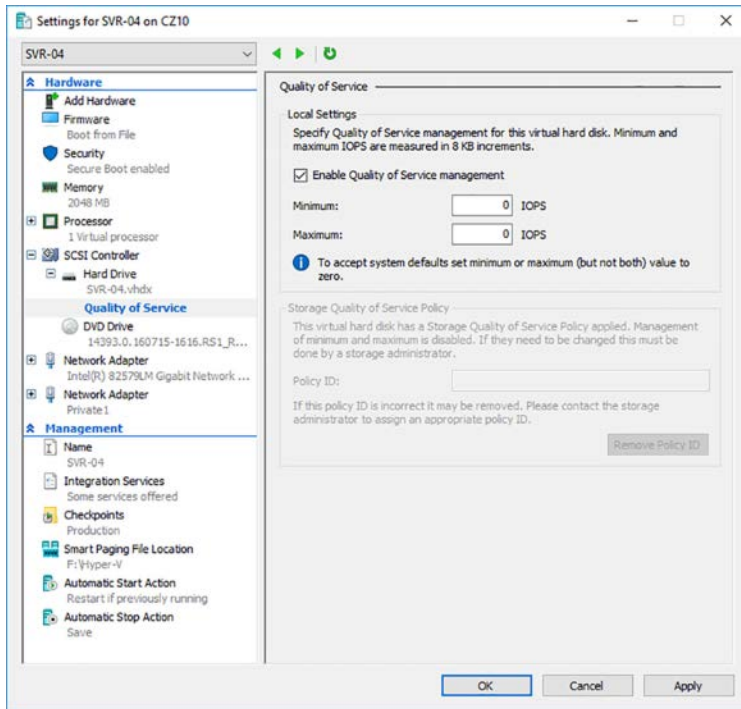 Settings for SVR-04 on CZ10
SVR-04
Hardware
Add Hardware
Firmware
Boot from File
Security
Secure Boot enabled
Memory
2048 MB
Processor
1 Virtual processor
SCSI Controller
Hard Drive
SVR-04.vhdx
Quality of Service
DVD Drive
14393.0.160715-1616.RS1_R...
Network Adapter
Intel(R) 82579LM Gigabit Network ...
Network Adapter
Private1
Management
Name
SVR-04
Integration Services
Some services offered
Checkpoints
Production
Smart Paging File Location
F:\Hyper-V
Automatic Start Action
Restart if previously running
Automatic Stop Action
Save
Quality of Service
Local Settings
Specify Quality of Service management for this virtual hard disk. Minimum and
maximum IOPS are measured in 8 KB increments.
Enable Quality of Service management
Minimum: 0 IOPS
Maximum: 0 IOPS
To accept system defaults set minimum or maximum (but not both) value to
zero.
Storage Quality of Service Policy
This virtual hard disk has a Storage Quality of Service Policy applied. Management
of minimum and maximum is disabled. If they need to be changed this must be
done by a storage administrator.
Policy ID:
If this policy ID is incorrect it may be removed. Please contact the storage
administrator to assign an appropriate policy ID.
Remove Policy ID
OK Cancel Apply